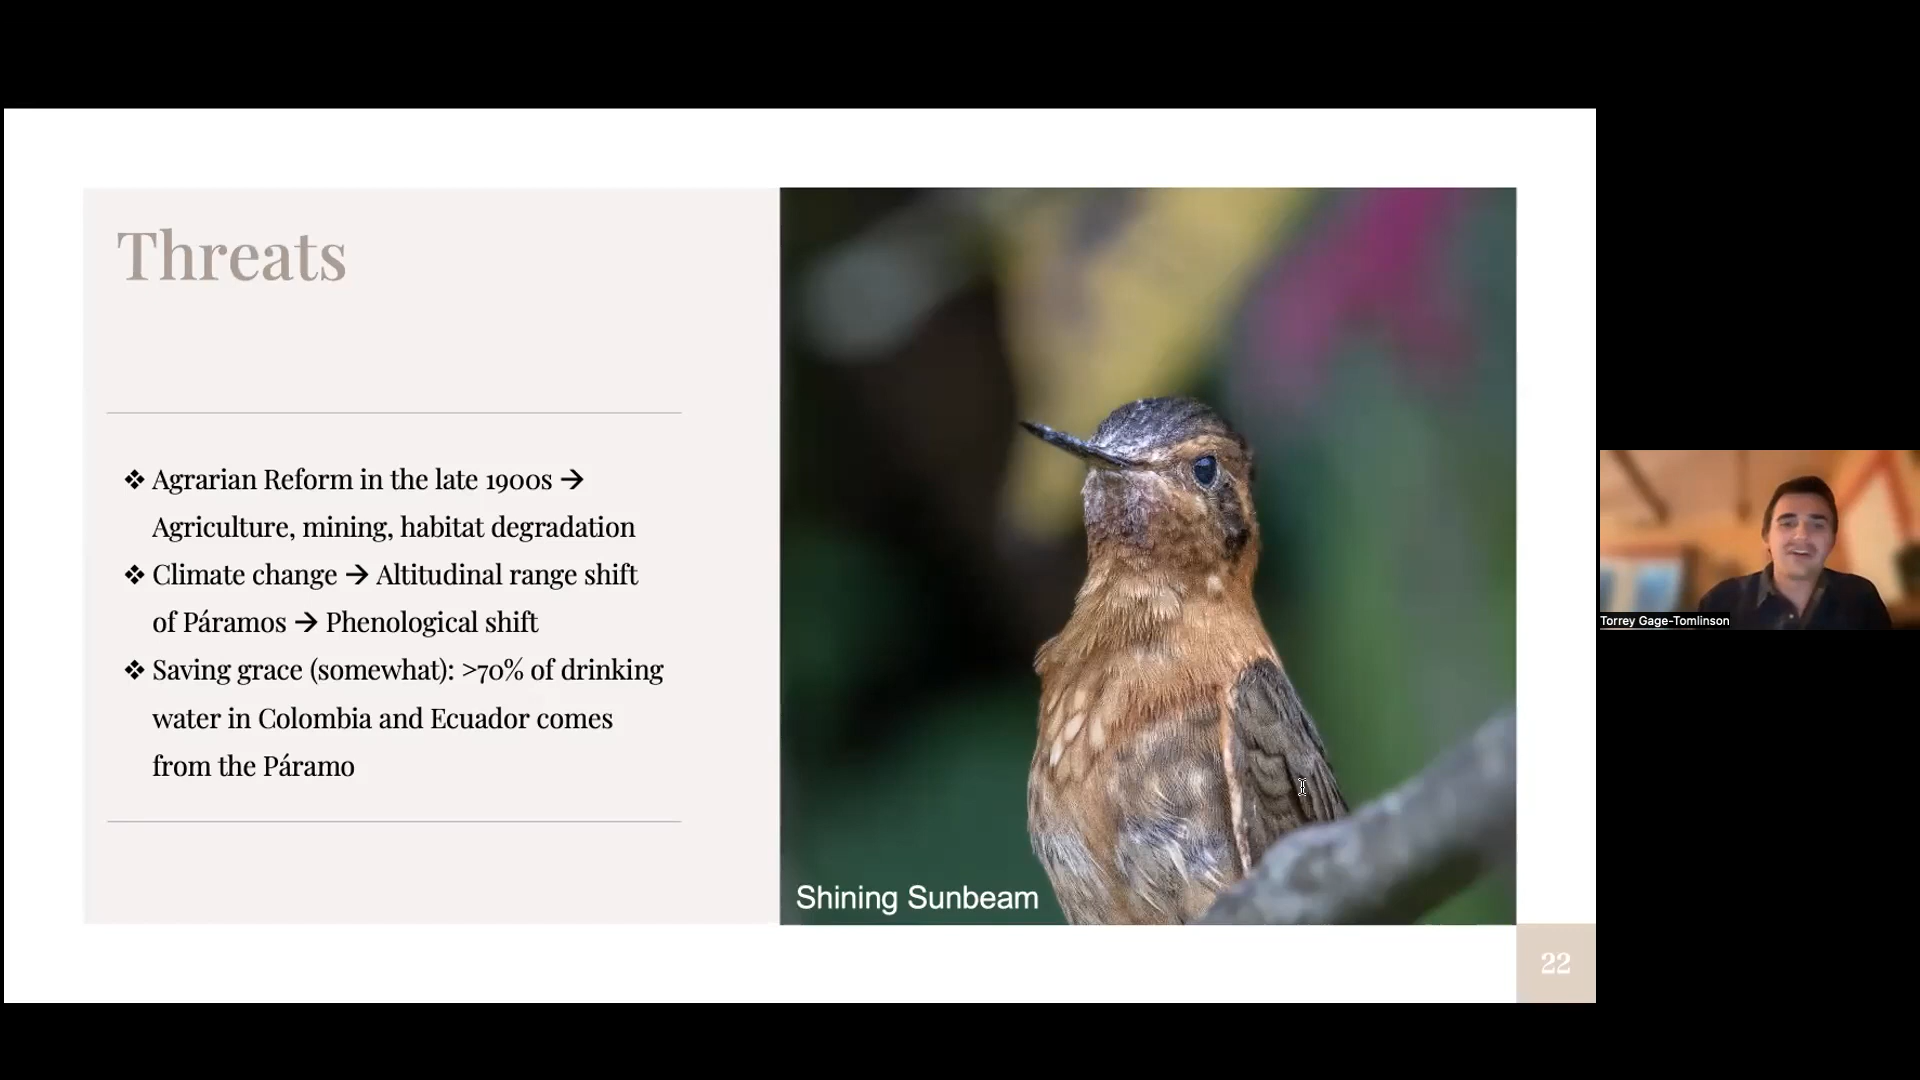 Threats
❖ Agrarian Reform in the late 1900s →
Agriculture, mining, habitat degradation
❖ Climate change → Altitudinal range shift
of Páramos → Phenological shift
❖ Saving grace (somewhat): >70% of drinking
water in Colombia and Ecuador comes
from the Páramo
Shining Sunbeam
22
Torrey Gage-Tomlinson